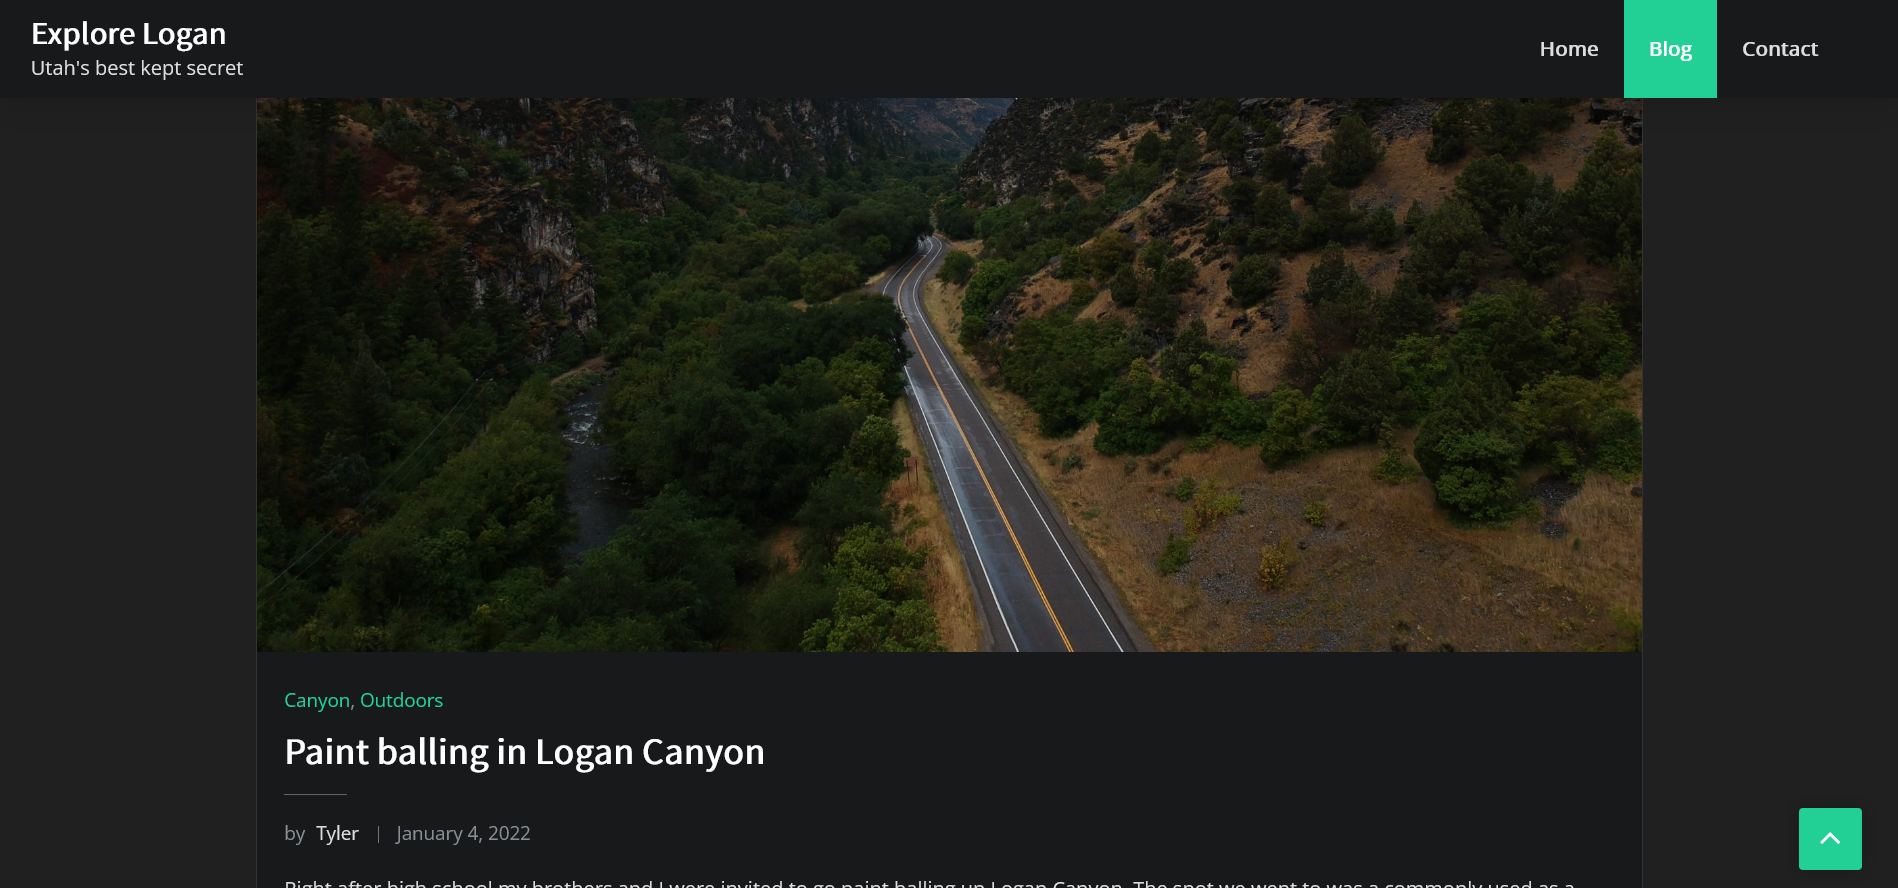 Explore Logan
Utah's best kept secret
Home
Blog
Contact
Canyon, Outdoors
Paint balling in Logan Canyon
by Tyler | January 4, 2022
Right after high school my brothers and I were invited to go paint balling up Logan Canyon. The spot we went to was a commonly used as a